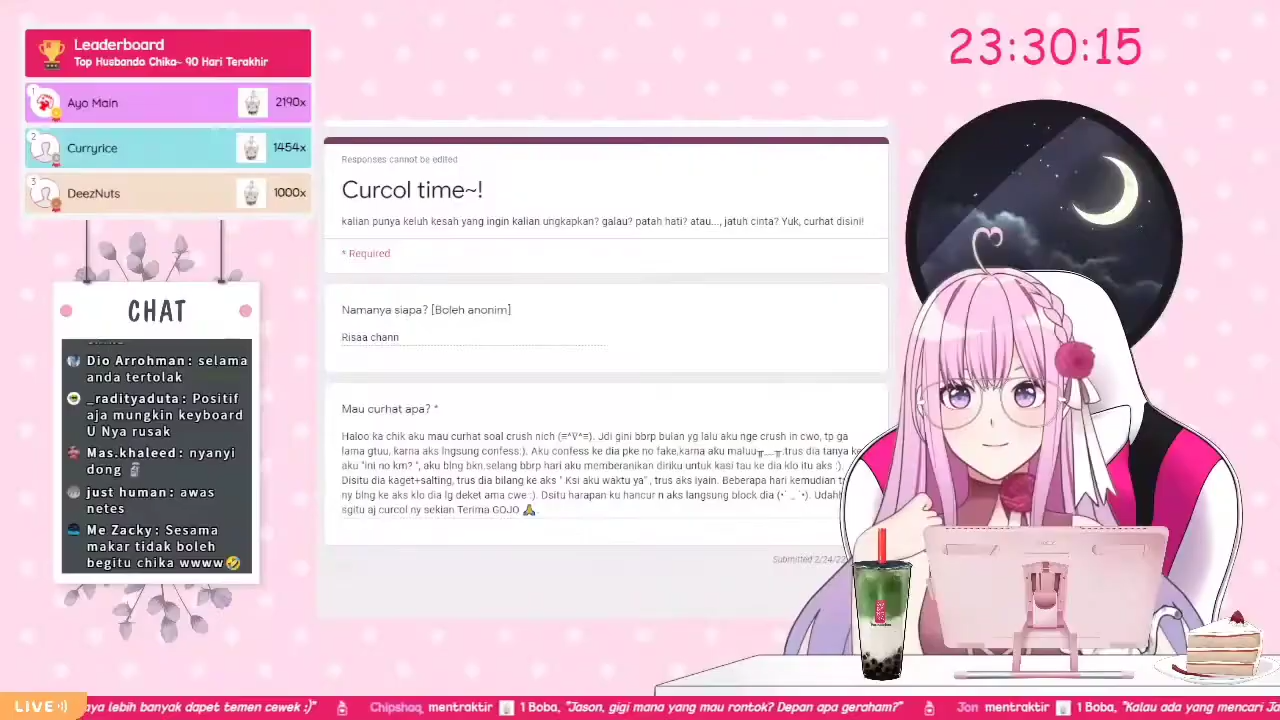 Leaderboard
Top Husbando Chika~ 90 Hari Terakhir
1 Ayo Main 2190x
2 Curryrice 1454x
3 DeezNuts 1000x
CHAT
Dio Arrohman: selama
anda tertolak
_radityaduta: Positif
aja mungkin keyboard
U Nya rusak
Mas.khaleed: nyanyi
dong 🗿
just human: awas
netes
Me Zacky: Sesama
makar tidak boleh
begitu chika wwww🤣
23:30:15
Responses cannot be edited
Curcol time~!
kalian punya keluh kesah yang ingin kalian ungkapkan? galau? patah hati? atau..., jatuh cinta? Yuk, curhat disini!
* Required
Namanya siapa? [Boleh anonim]
Risaa chann
Mau curhat apa? *
Haloo ka chik aku mau curhat soal crush nich (=^∇^=). Jdi gini bbrp bulan yg lalu aku nge crush in cwo, tp ga
lama gtuu, karna aks lngsung confess:). Aku confess ke dia pke no fake,karna aku maluu╥﹏╥.trus dia tanya ke
aku "ini no km? ", aku blng bkn.selang bbrp hari aku memberanikan diriku untuk kasi tau ke dia klo itu aks :)
Disitu dia kaget+salting, trus dia bilang ke aks " Ksi aku waktu ya" , trus aks iyain. Beberapa hari kemudian
ny blng ke aks klo dia lg deket ama cwe :). Dsitu harapan ku hancur n aks langsung block dia (•́ _ •̀). Udah
sgitu aj curcol ny sekian Terima GOJO 🙏.
Submitted 2/24/22
LIVE
aya lebih banyak dapet temen cewek :)" Chipshaq, mentraktir 1 Boba, "Jason, gigi mana yang mau rontok? Depan apa geraham?" Jon mentraktir 1 Boba, "Kalau ada yang mencari Ja